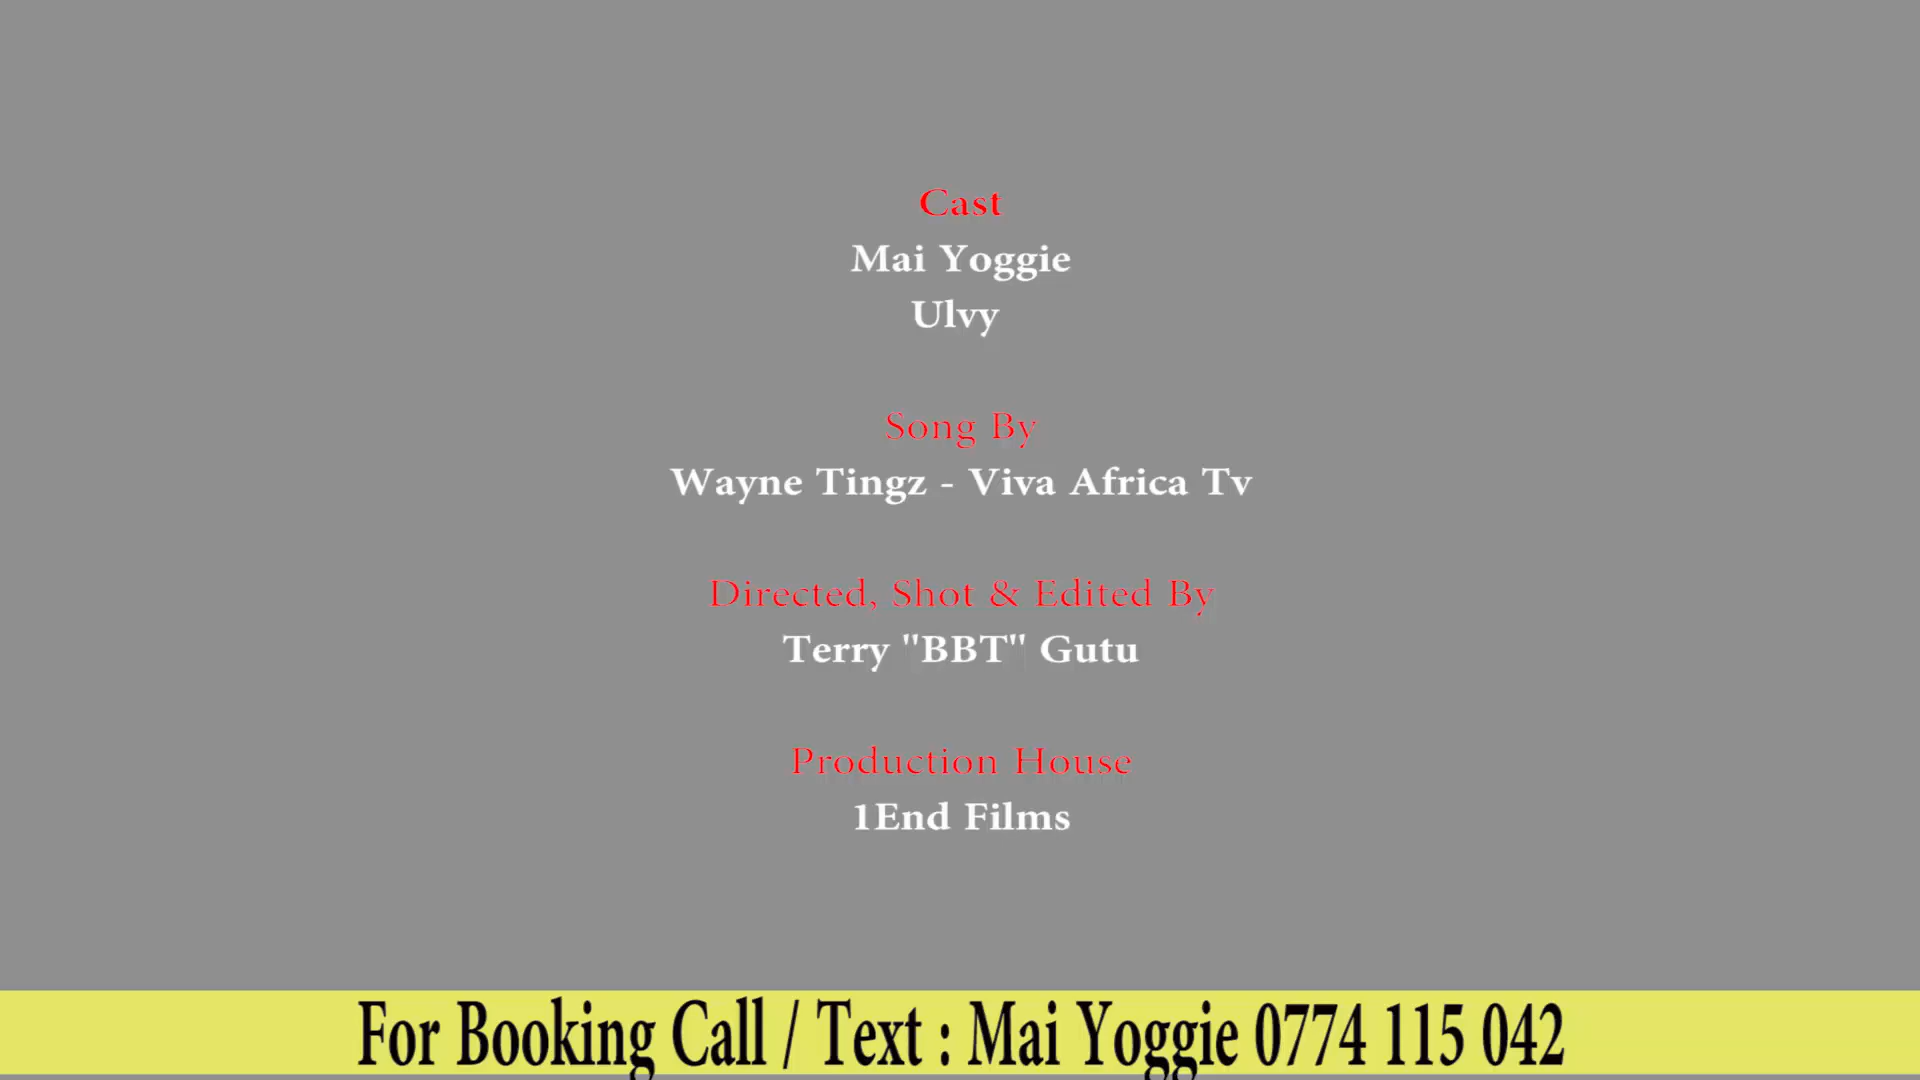 Cast
Mai Yoggie
Ulvy
Song By
Wayne Tingz - Viva Africa Tv
Directed, Shot & Edited By
Terry "BBT" Gutu
Production House
1End Films
For Booking Call / Text : Mai Yoggie 0774 115 042